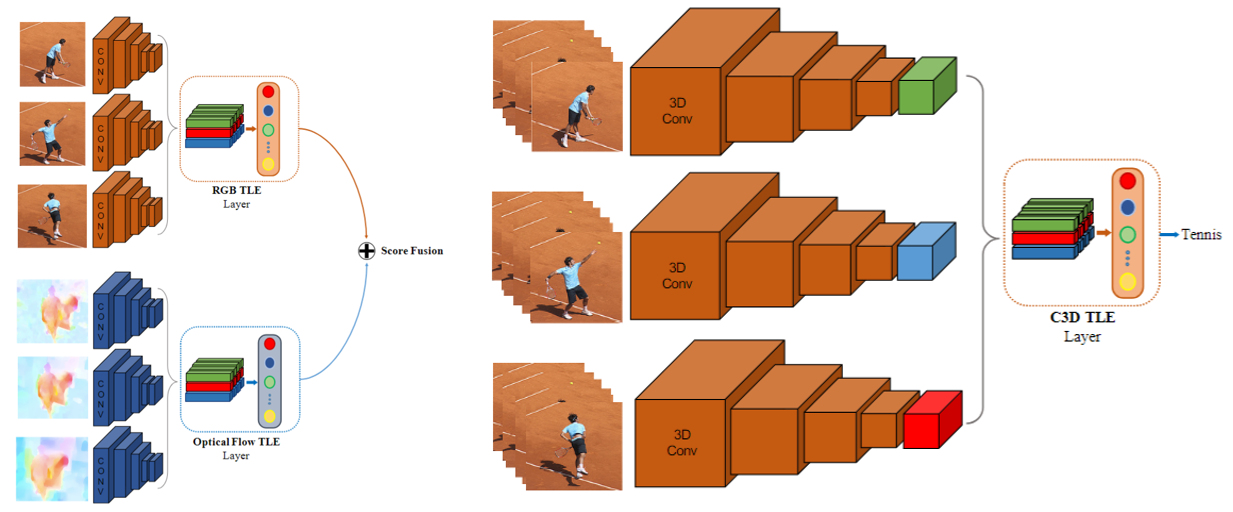 CONV
CONV
CONV
RGB TLE
Layer
Score Fusion
CONV
CONV
CONV
Optical Flow TLE
Layer
3D
Conv
3D
Conv
3D
Conv
C3D TLE
Layer
Tennis